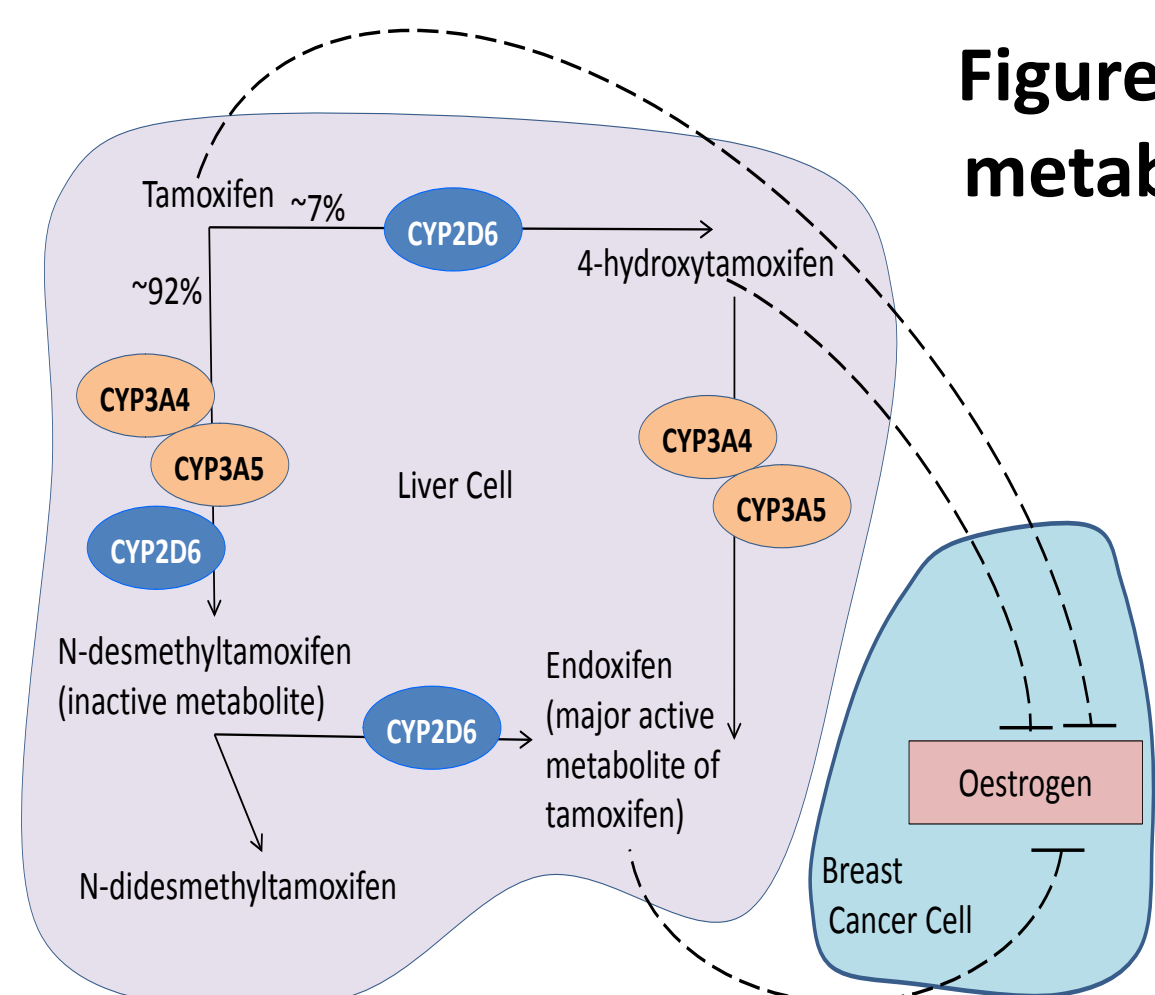 Figure
metab
Tamoxifen
~7%
CYP2D6
4-hydroxytamoxifen
~92%
CYP3A4
CYP3A5
CYP2D6
Liver Cell
CYP3A4
CYP3A5
N-desmethyltamoxifen
(inactive metabolite)
CYP2D6
Endoxifen
(major active
metabolite of
tamoxifen)
N-didesmethyltamoxifen
Oestrogen
Breast
Cancer Cell